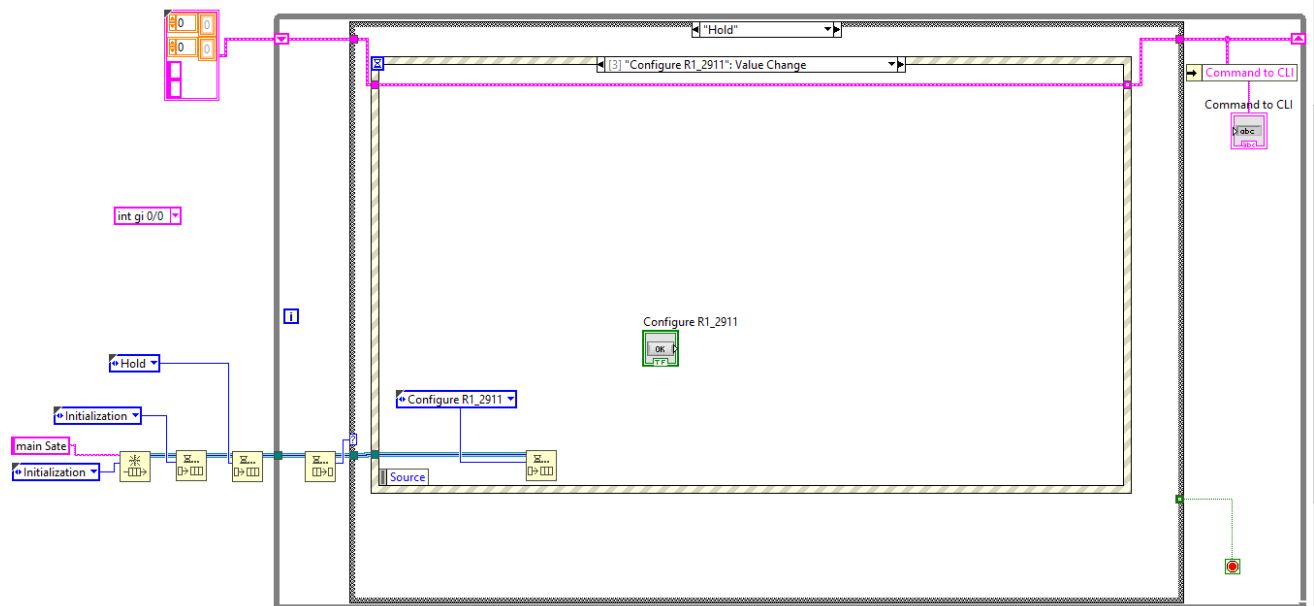 0 0
0 0
"Hold"
[3] "Configure R1_2911": Value Change
Command to CLI
Command to CLI
abc
abc
int gi 0/0
i
Configure R1_2911
OK
TF
Hold
Configure R1_2911
Initialization
main Sate
Initialization
?
Source